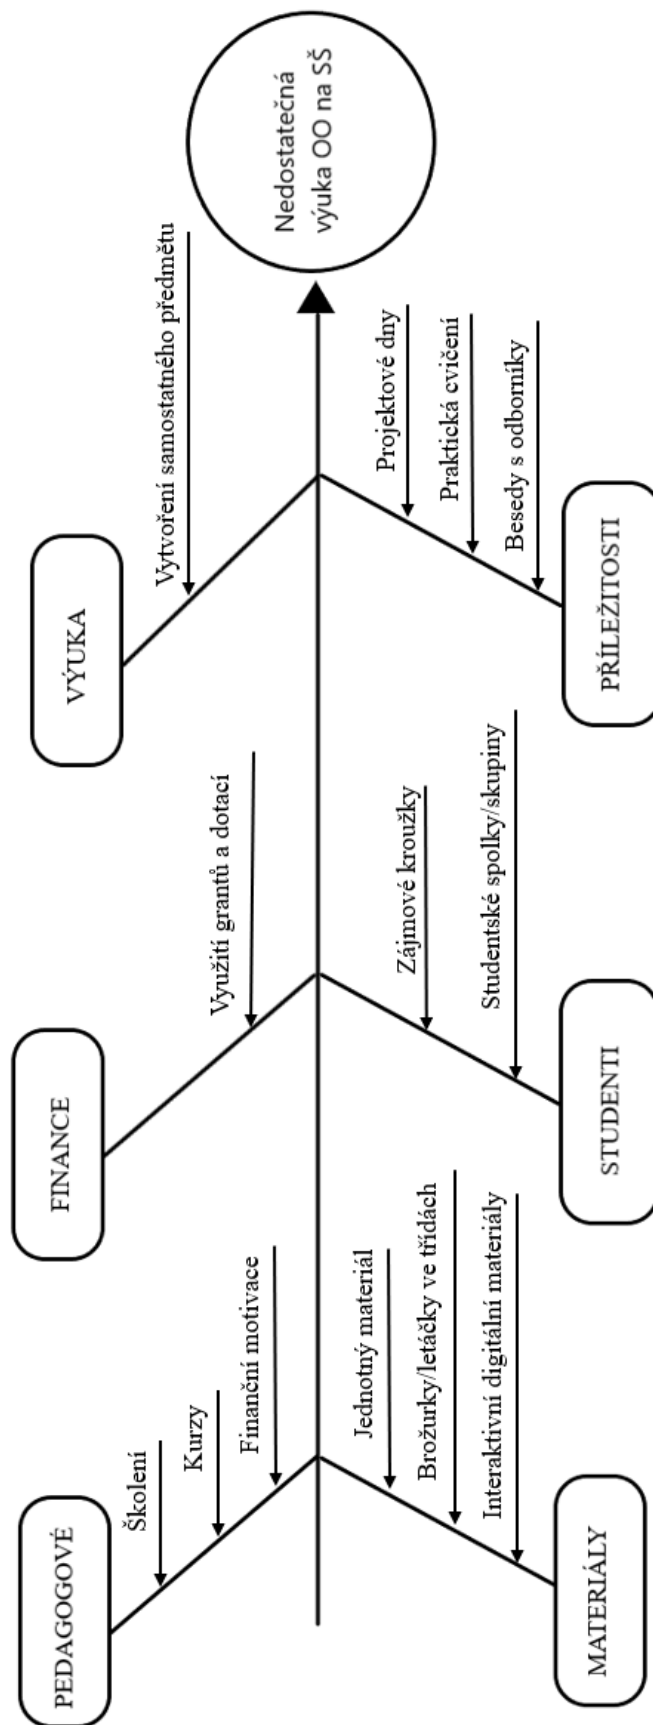 PEDAGOGOVÉ
Školení
Kurzy
Finanční motivace
FINANCE
Využití grantů a dotací
VÝUKA
Vytvoření samostatného předmětu
Nedostatečná
výuka OO na SŠ
MATERIÁLY
Jednotný materiál
Brožurky/letáčky ve třídách
Interaktivní digitální materiály
STUDENTI
Zájmové kroužky
Studentské spolky/skupiny
PŘÍLEŽITOSTI
Projektové dny
Praktická cvičení
Besedy s odborníky